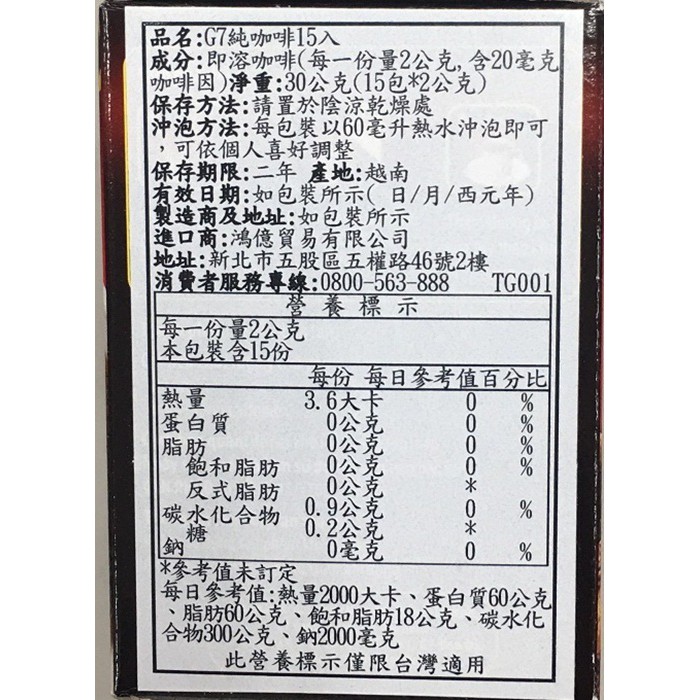 品名:G7純咖啡15入
成分:即溶咖啡(每一份量2公克,含20毫克
咖啡因)淨重:30公克(15包*2公克)
保存方法:請置於陰涼乾燥處
沖泡方法:每包裝以60毫升熱水沖泡即可
,可依個人喜好調整
保存期限:二年 產地:越南
有效日期:如包裝所示( 日/月/西元年)
製造商及地址:如包裝所示
進口商:鴻億貿易有限公司
地址:新北市五股區五權路46號2樓
消費者服務專線:0800-563-888 TG001
營養標示
每一份量2公克
本包裝含15份
每份 每日參考值百分比
熱量 3.6大卡 0 %
蛋白質 0公克 0 %
脂肪 0公克 0 %
飽和脂肪 0公克 0 %
反式脂肪 0公克 *
碳水化合物 0.9公克 0 %
糖 0.2公克 *
鈉 0毫克 0 %
*參考值未訂定
每日參考值:熱量2000大卡、蛋白質60公克
、脂肪60公克、飽和脂肪18公克、碳水化
合物300公克、鈉2000毫克
此營養標示僅限台灣適用